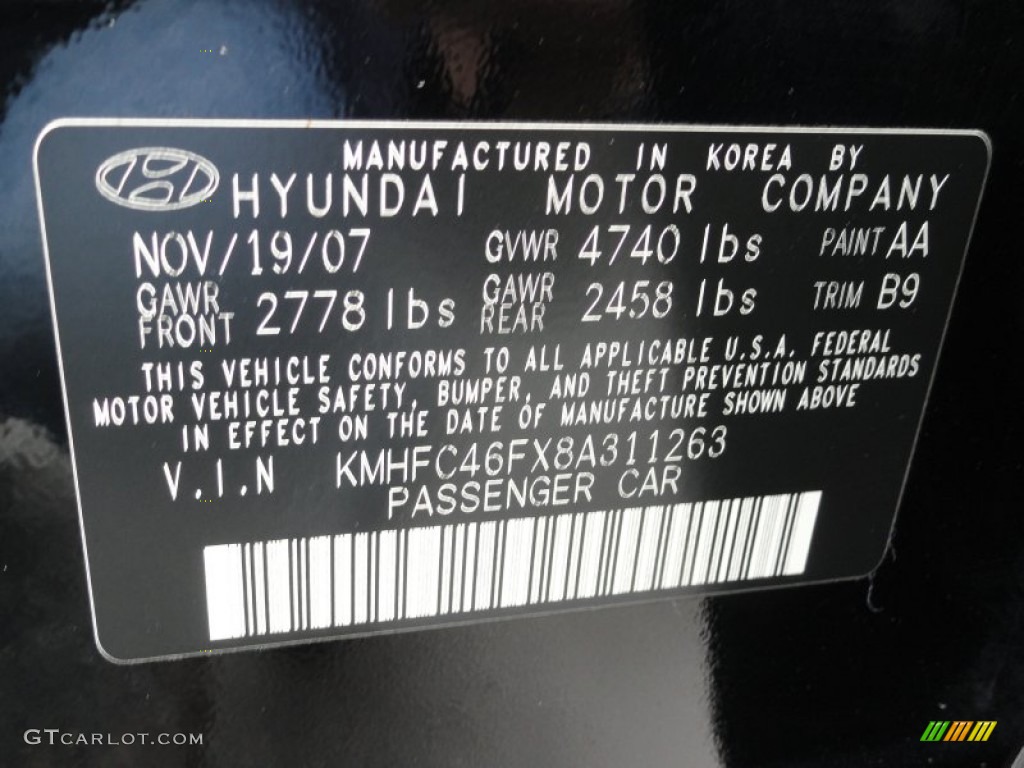 MANUFACTURED IN KOREA BY
HYUNDAI MOTOR COMPANY
NOV/19/07 GVWR 4740 lbs PAINT AA
GAWR FRONT 2778 lbs GAWR REAR 2458 lbs TRIM B9
THIS VEHICLE CONFORMS TO ALL APPLICABLE U.S.A. FEDERAL
MOTOR VEHICLE SAFETY, BUMPER, AND THEFT PREVENTION STANDARDS
IN EFFECT ON THE DATE OF MANUFACTURE SHOWN ABOVE
V.I.N KMHFC46FX8A311263
PASSENGER CAR
GTCARLOT.COM